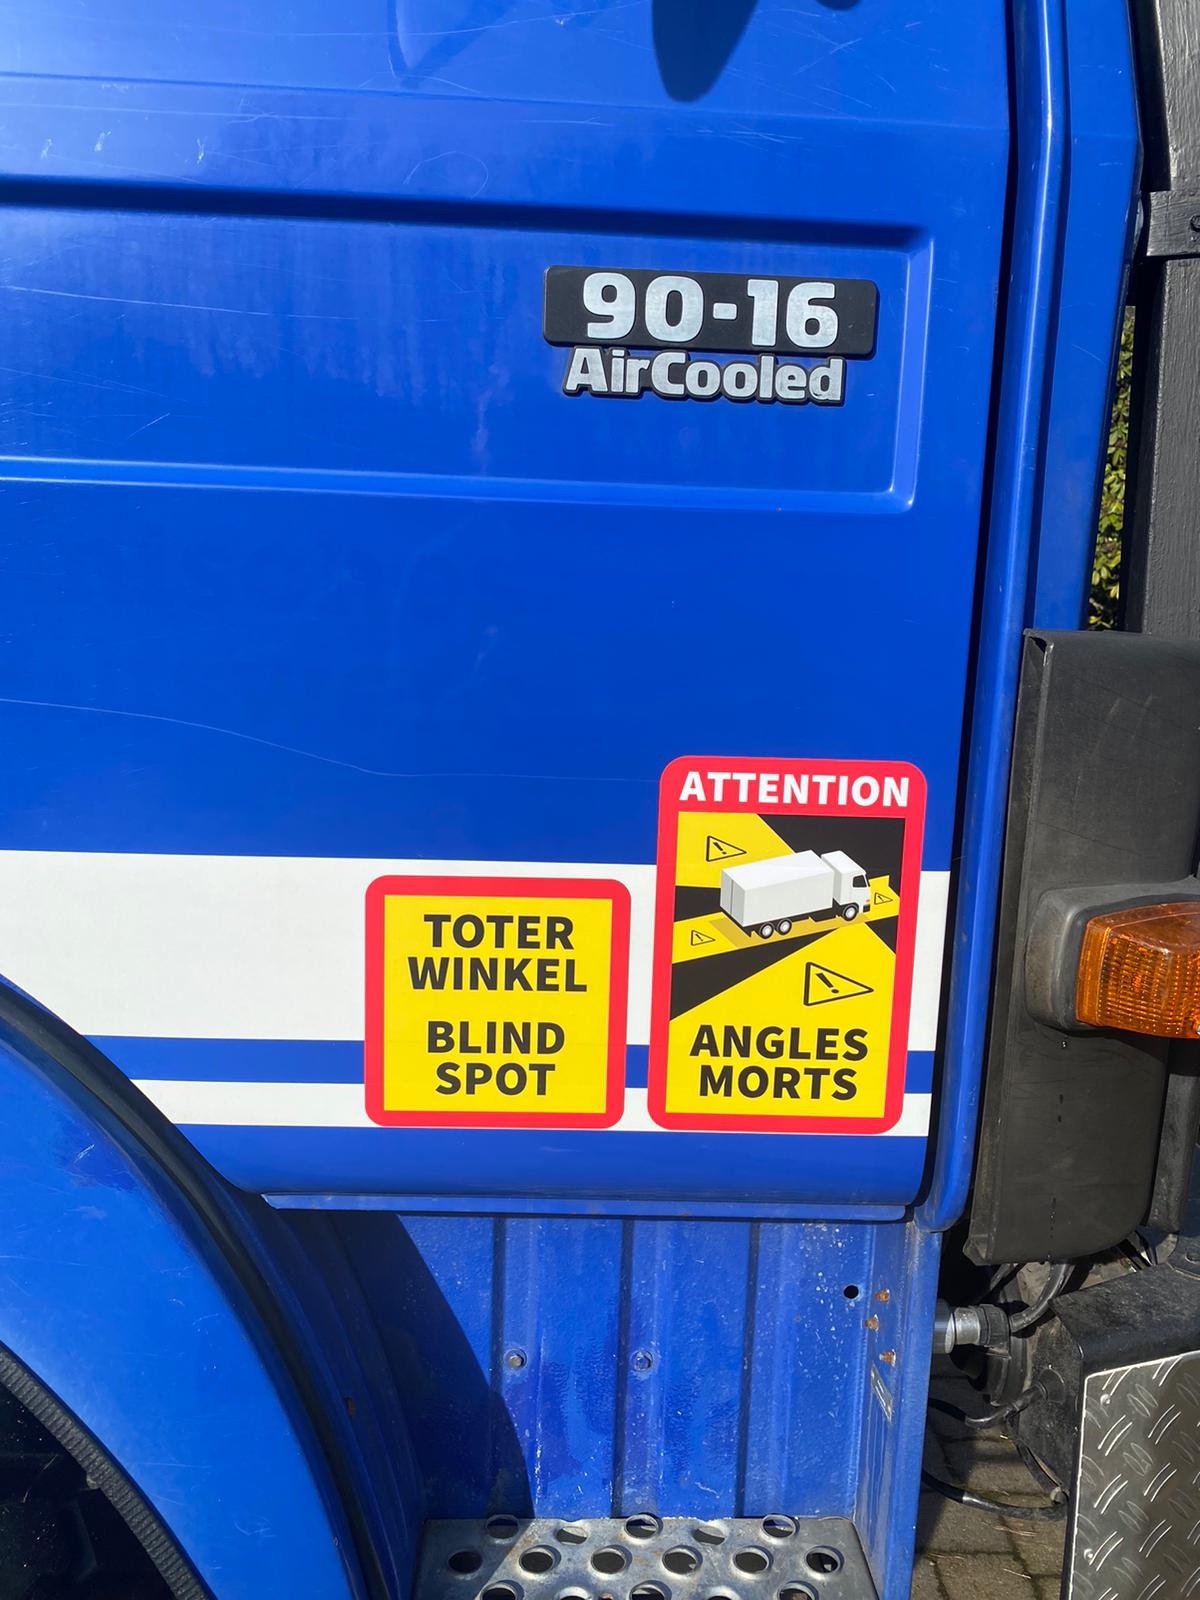 90-16
AirCooled
ATTENTION
ANGLES
MORTS
TOTER
WINKEL
BLIND
SPOT